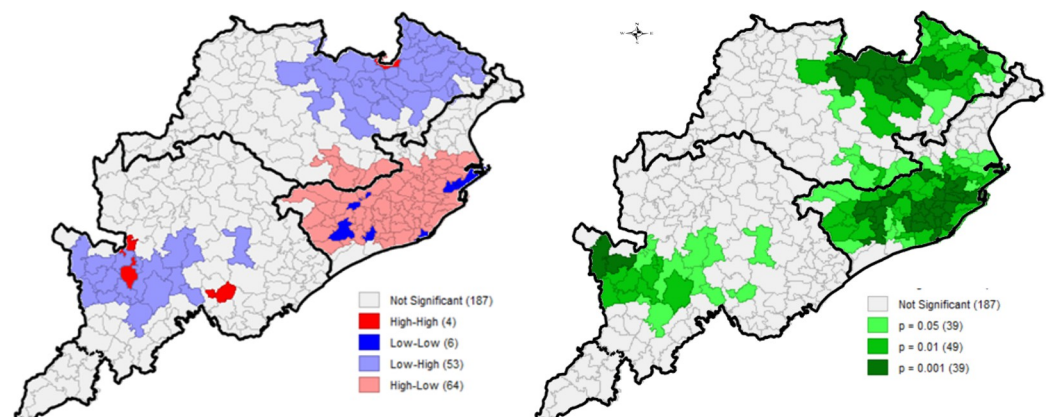 Not Significant (187)
High-High (4)
Low-Low (6)
Low-High (53)
High-Low (64)
Not Significant (187)
p = 0.05 (39)
p = 0.01 (49)
p = 0.001 (39)